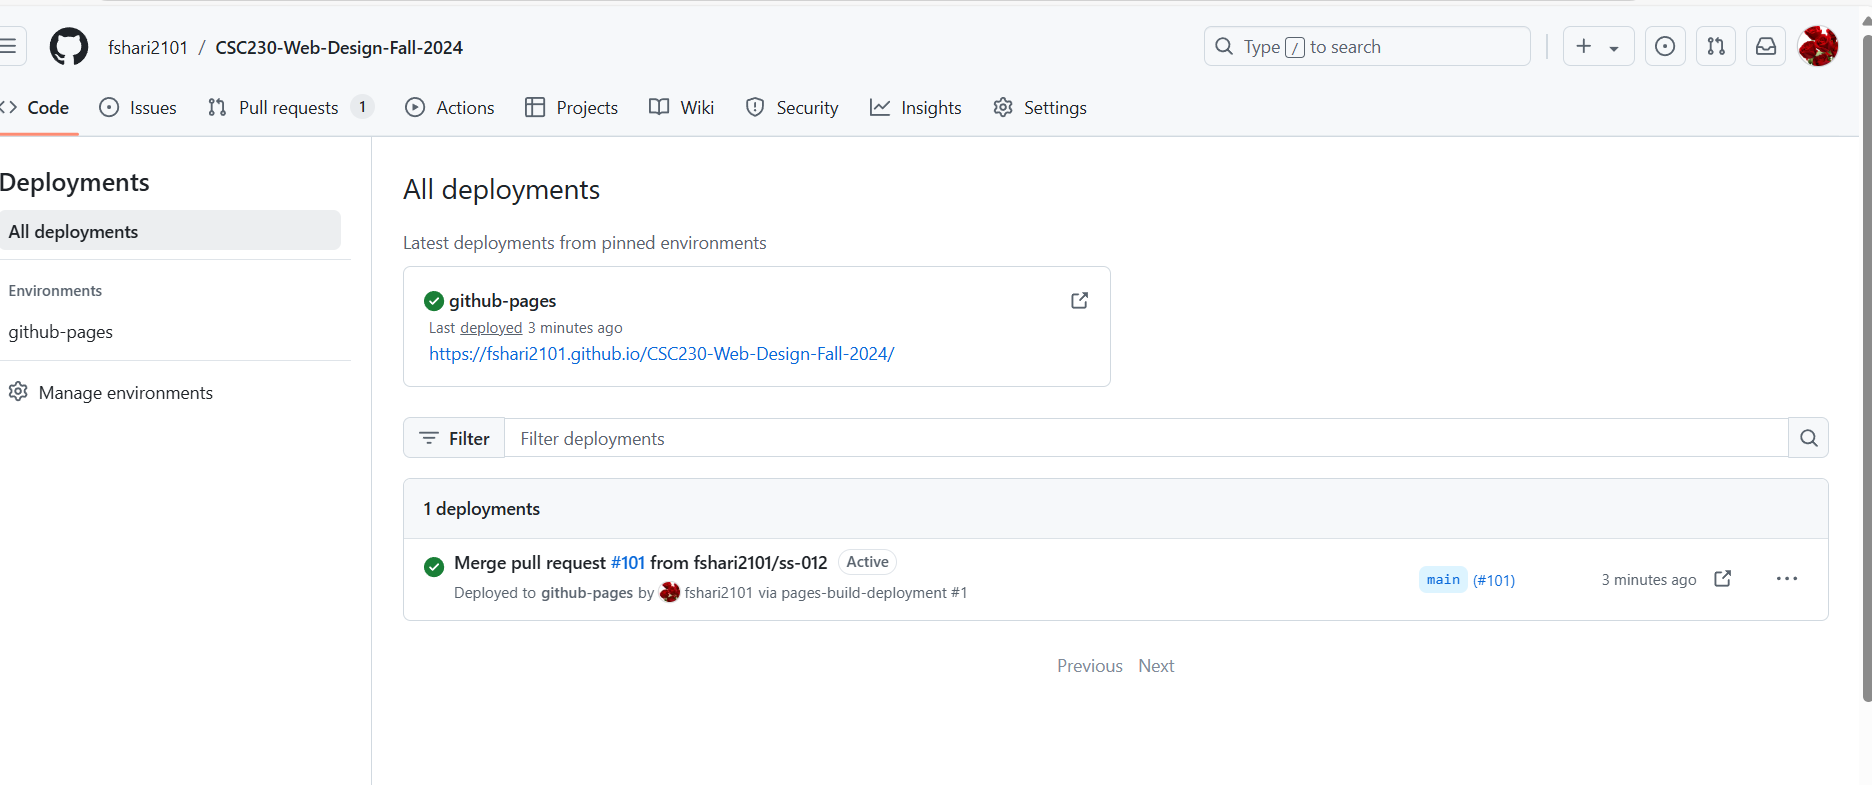 fshari2101 / CSC230-Web-Design-Fall-2024
Type / to search
Code Issues Pull requests 1 Actions Projects Wiki Security Insights Settings
Deployments
All deployments
Environments
github-pages
Manage environments
All deployments
Latest deployments from pinned environments
github-pages
Last deployed 3 minutes ago
https://fshari2101.github.io/CSC230-Web-Design-Fall-2024/
Filter Filter deployments
1 deployments
Merge pull request #101 from fshari2101/ss-012 Active
Deployed to github-pages by fshari2101 via pages-build-deployment #1
main (#101) 3 minutes ago
Previous Next